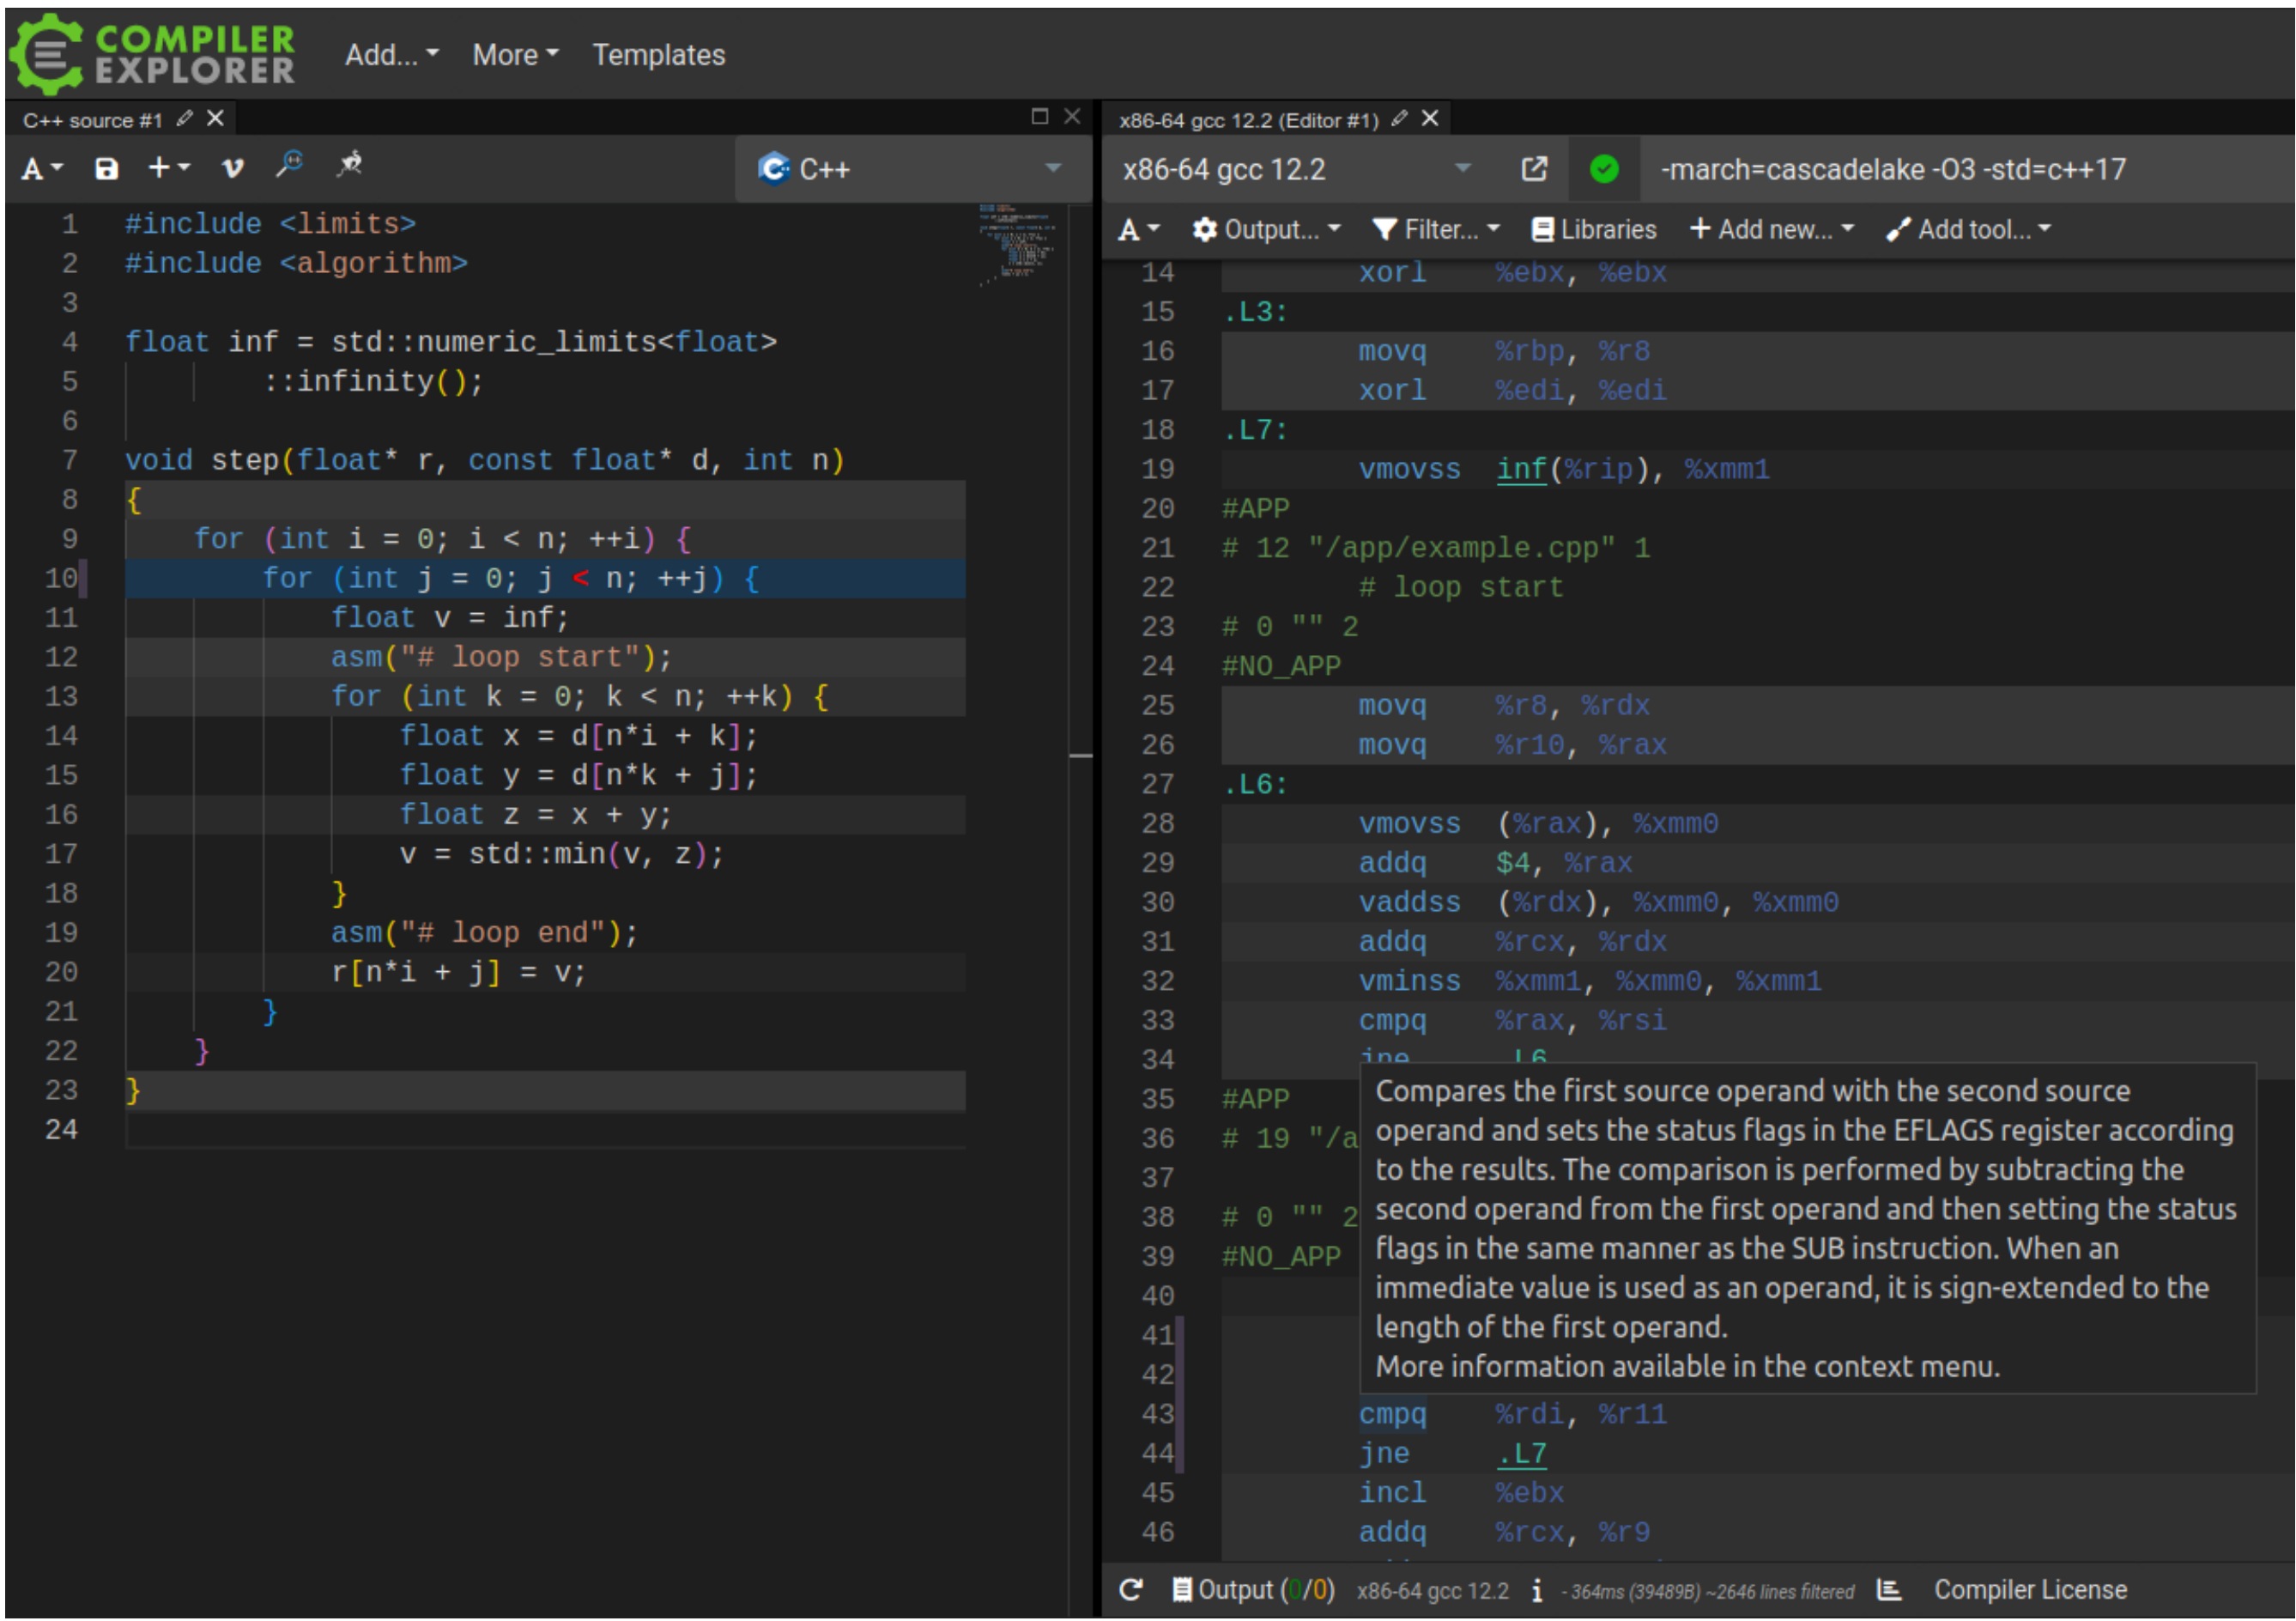 COMPILER
EXPLORER
Add... More Templates
C++ source #1
A + v C++
1 #include <limits>
2 #include <algorithm>
3
4 float inf = std::numeric_limits<float>
5 ::infinity();
6
7 void step(float* r, const float* d, int n)
8 {
9 for (int i = 0; i < n; ++i) {
10 for (int j = 0; j < n; ++j) {
11 float v = inf;
12 asm("# loop start");
13 for (int k = 0; k < n; ++k) {
14 float x = d[n*i + k];
15 float y = d[n*k + j];
16 float z = x + y;
17 v = std::min(v, z);
18 }
19 asm("# loop end");
20 r[n*i + j] = v;
21 }
22 }
23 }
24
x86-64 gcc 12.2 (Editor #1)
x86-64 gcc 12.2 -march=cascadelake -O3 -std=c++17
A Output... Filter... Libraries + Add new... Add tool...
14 xorl %ebx, %ebx
15 .L3:
16 movq %rbp, %r8
17 xorl %edi, %edi
18 .L7:
19 vmovss inf(%rip), %xmm1
20 #APP
21 # 12 "/app/example.cpp" 1
22 # loop start
23 # 0 "" 2
24 #NO_APP
25 movq %r8, %rdx
26 movq %r10, %rax
27 .L6:
28 vmovss (%rax), %xmm0
29 addq $4, %rax
30 vaddss (%rdx), %xmm0, %xmm0
31 addq %rcx, %rdx
32 vminss %xmm1, %xmm0, %xmm1
33 cmpq %rax, %rsi
34 jne .L6
35 #APP
36 # 19 "/a
37
38 # 0 "" 2
39 #NO_APP
40
41
42
Compares the first source operand with the second source
operand and sets the status flags in the EFLAGS register according
to the results. The comparison is performed by subtracting the
second operand from the first operand and then setting the status
flags in the same manner as the SUB instruction. When an
immediate value is used as an operand, it is sign-extended to the
length of the first operand.
More information available in the context menu.
43 cmpq %rdi, %r11
44 jne .L7
45 incl %ebx
46 addq %rcx, %r9
Output (0/0) x86-64 gcc 12.2 i - 364ms (39489B) ~2646 lines filtered Compiler License